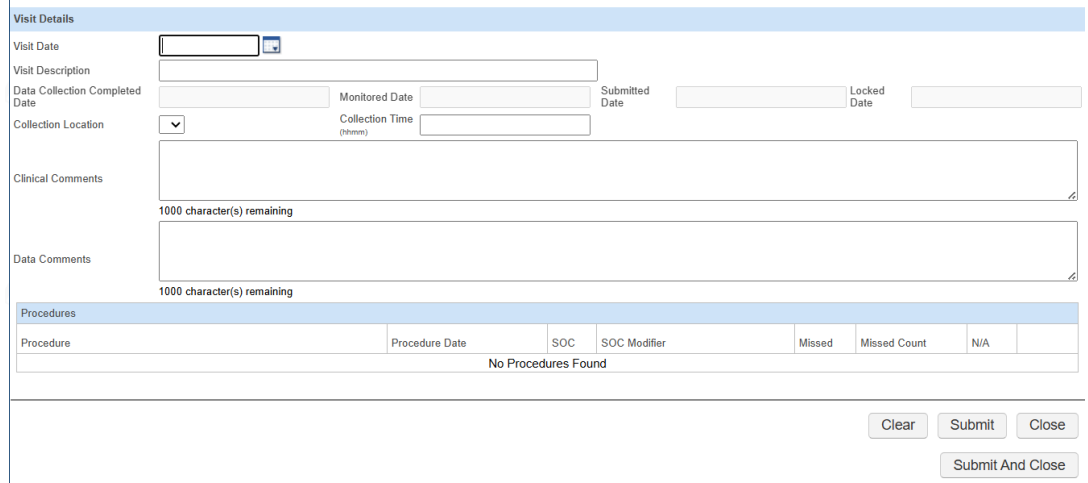 Visit Details
Visit Date
Visit Description
Data Collection Completed
Date
Monitored Date
Submitted
Date
Locked
Date
Collection Location
Collection Time
(hhmm)
Clinical Comments
1000 character(s) remaining
Data Comments
1000 character(s) remaining
Procedures
Procedure Procedure Date SOC SOC Modifier Missed Missed Count N/A
No Procedures Found
Clear Submit Close
Submit And Close